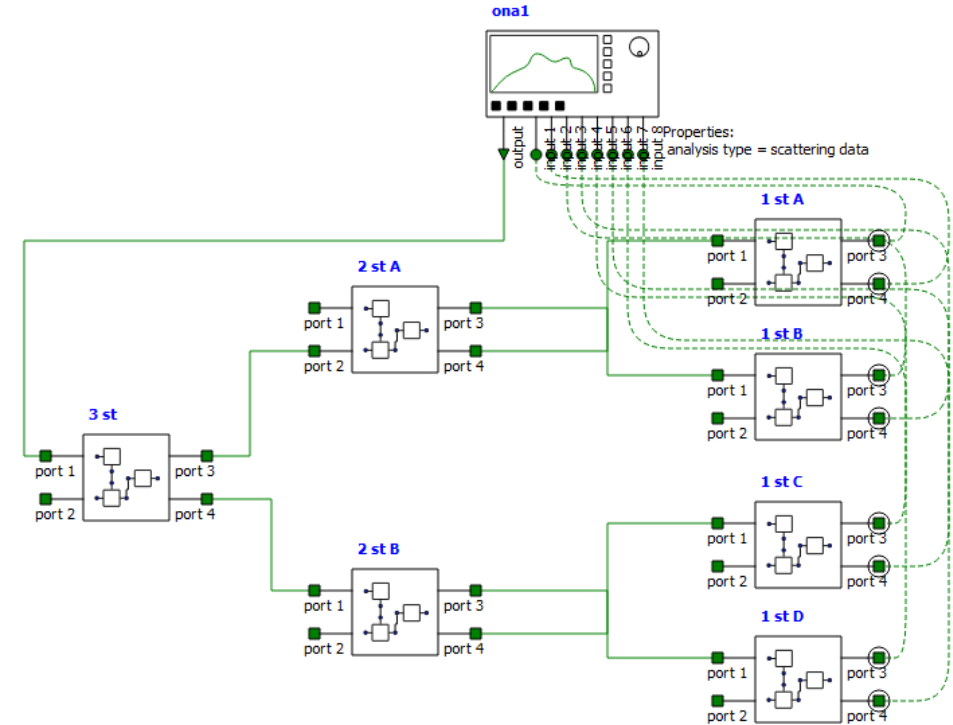 ona1
output
input 1
input 2
input 3
input 4
input 5
input 6
input 7
input 8
Properties:
analysis type = scattering data
1 st A
port 1
port 3
port 2
port 4
2 st A
port 1
port 3
port 2
port 4
1 st B
port 1
port 3
port 2
port 4
3 st
port 1
port 3
port 2
port 4
1 st C
port 1
port 3
port 2
port 4
2 st B
port 1
port 3
port 2
port 4
1 st D
port 1
port 3
port 2
port 4